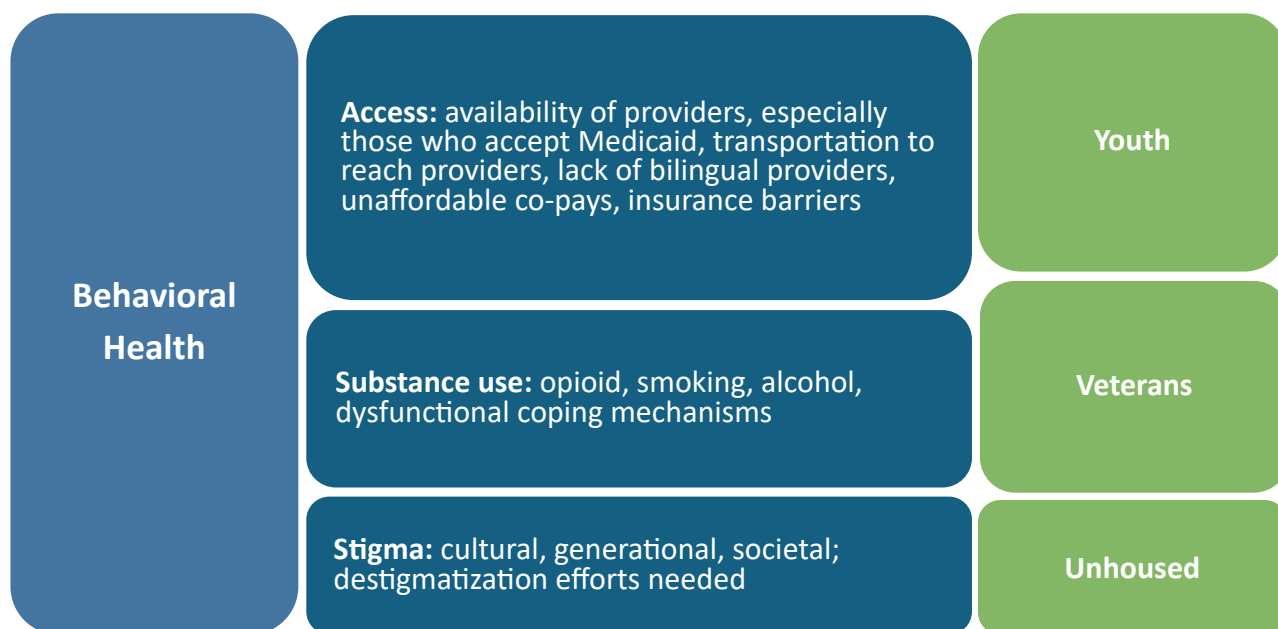 Behavioral
Health
Access: availability of providers, especially
those who accept Medicaid, transportation to
reach providers, lack of bilingual providers,
unaffordable co-pays, insurance barriers
Youth
Substance use: opioid, smoking, alcohol,
dysfunctional coping mechanisms
Veterans
Stigma: cultural, generational, societal;
destigmatization efforts needed
Unhoused